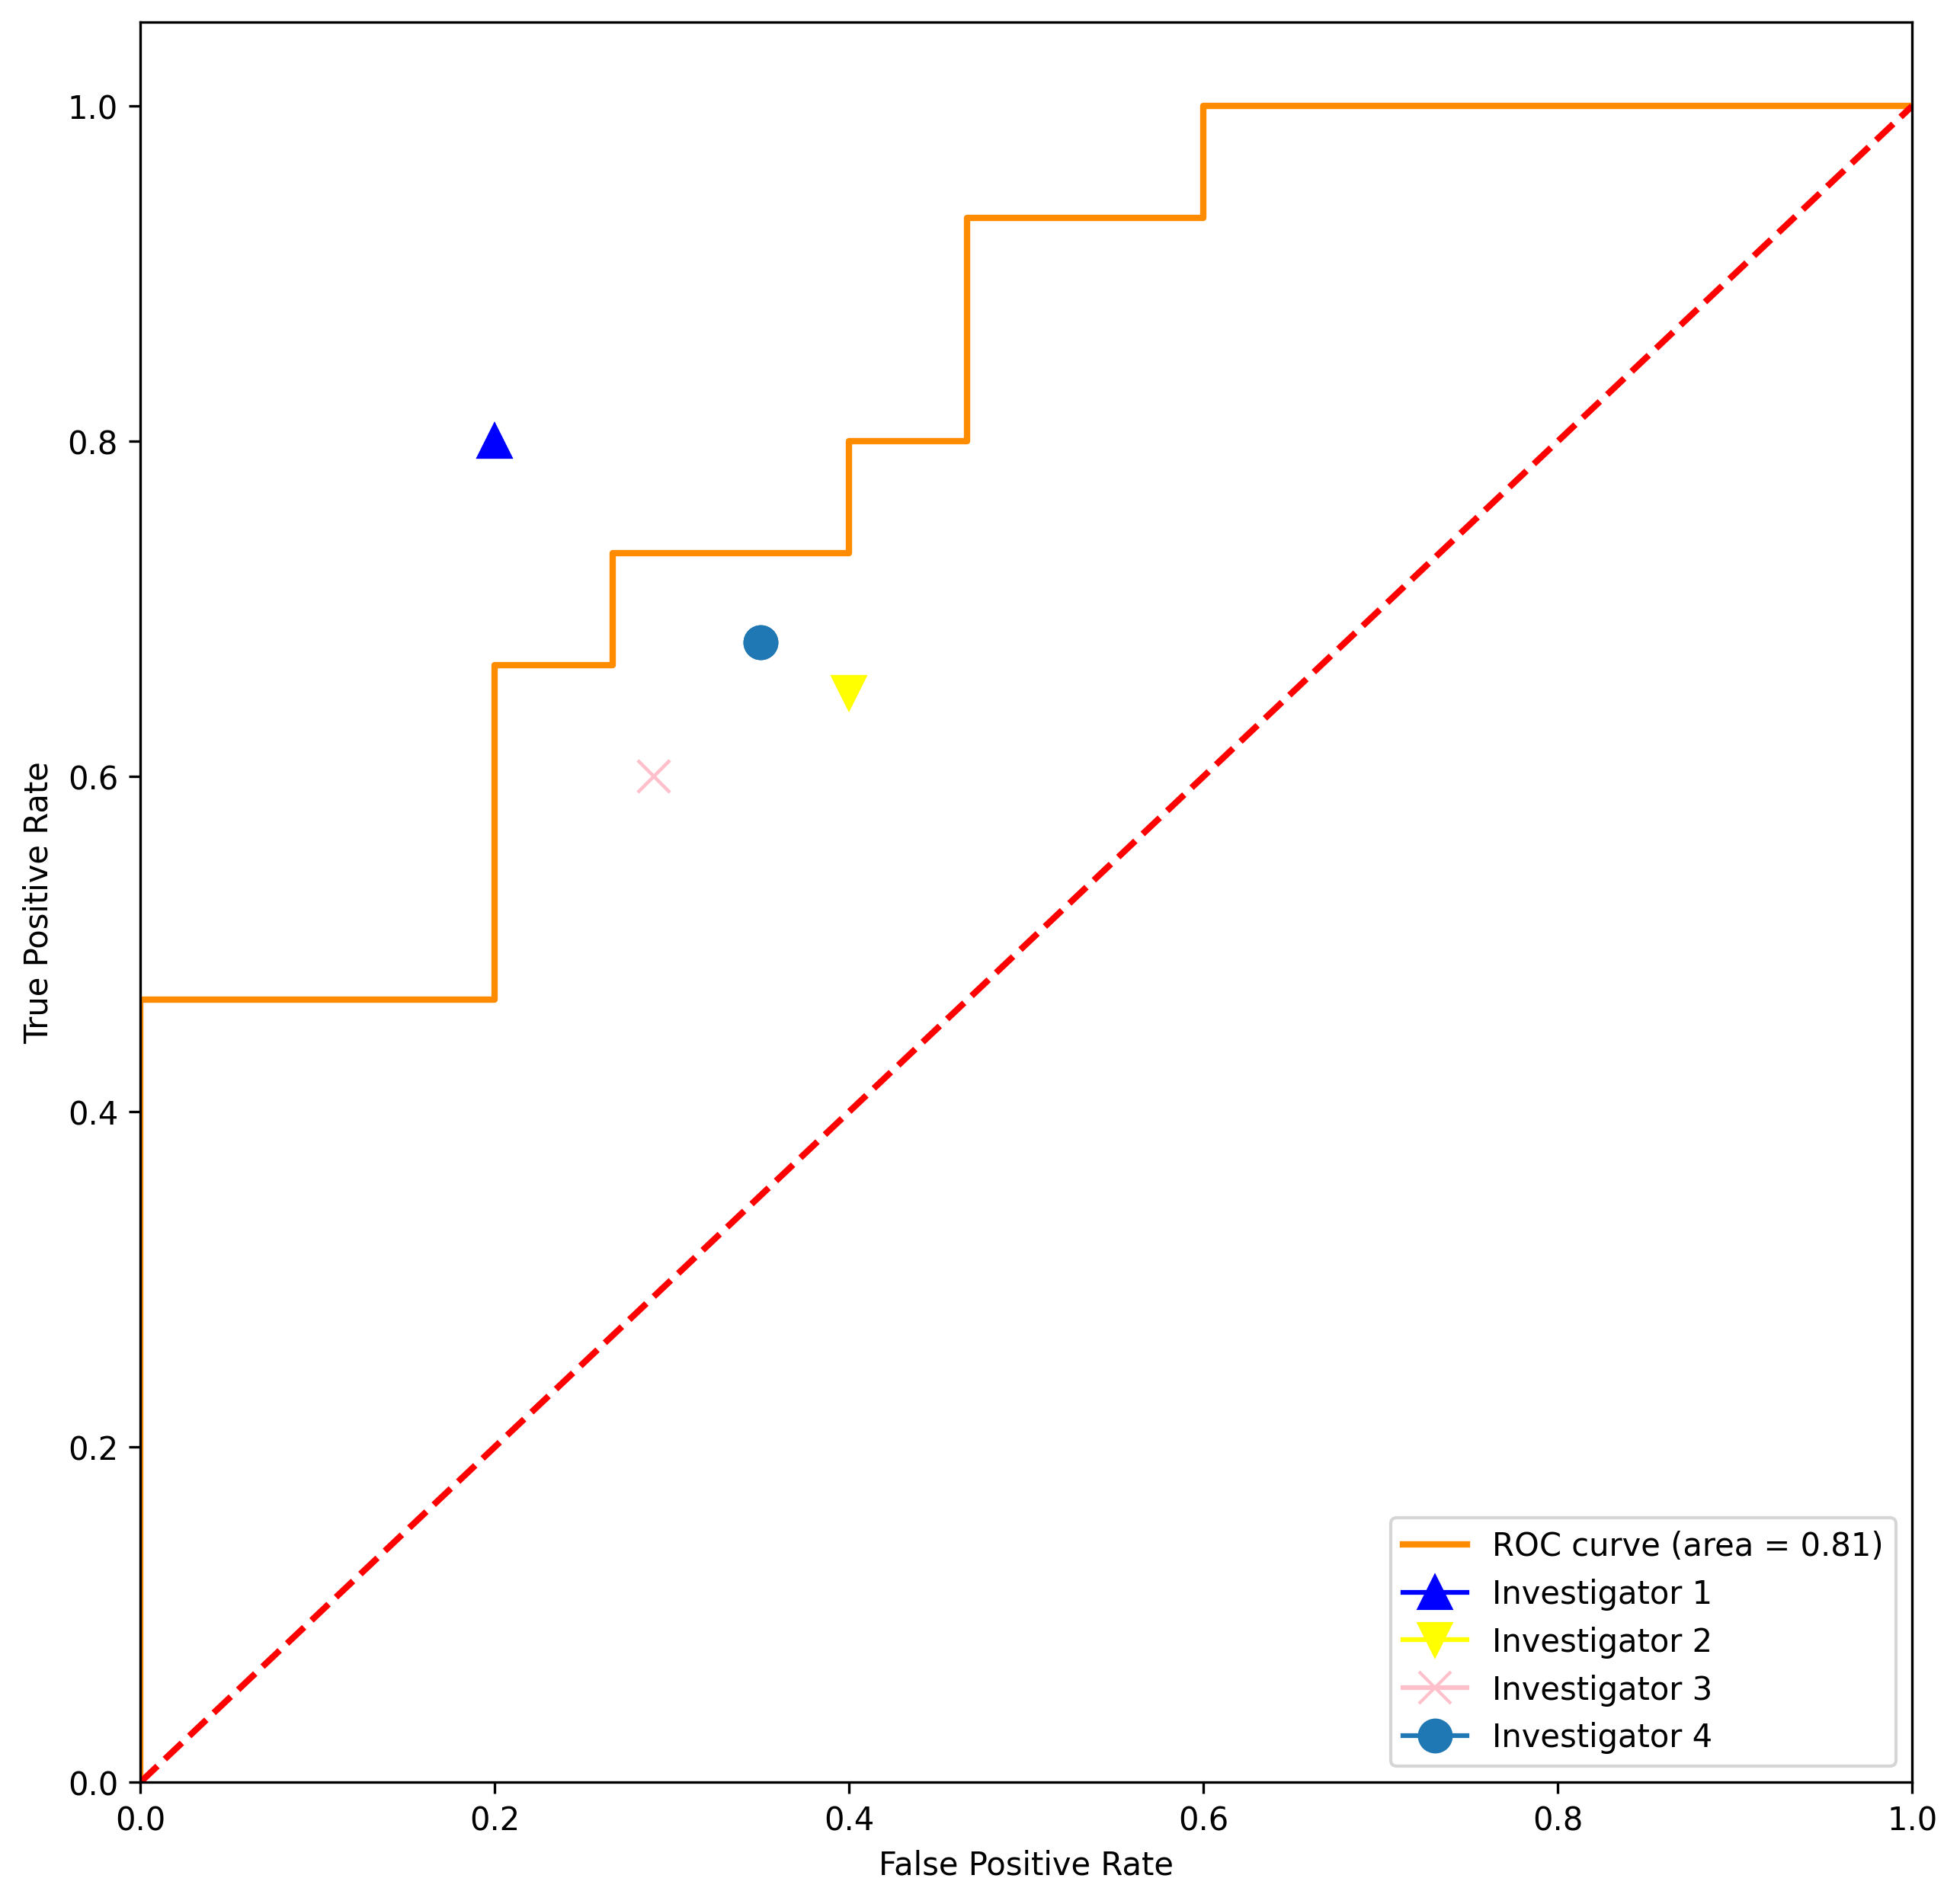 1.0
0.8
0.6
0.4
0.2
0.0
True Positive Rate
0.0 0.2 0.4 0.6 0.8 1.0
False Positive Rate
ROC curve (area = 0.81)
Investigator 1
Investigator 2
Investigator 3
Investigator 4